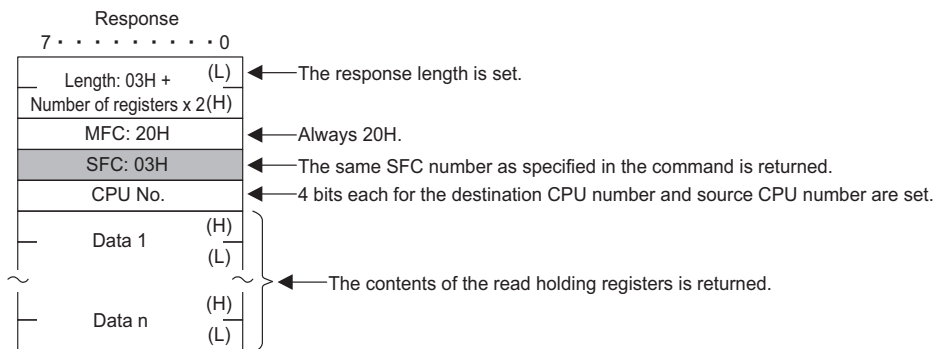 Response
7 · · · · · · · · · 0
Length: 03H + (L)
Number of registers x 2 (H)
The response length is set.
MFC: 20H
Always 20H.
SFC: 03H
The same SFC number as specified in the command is returned.
CPU No.
4 bits each for the destination CPU number and source CPU number are set.
(H)
Data 1
(L)
The contents of the read holding registers is returned.
(H)
Data n
(L)